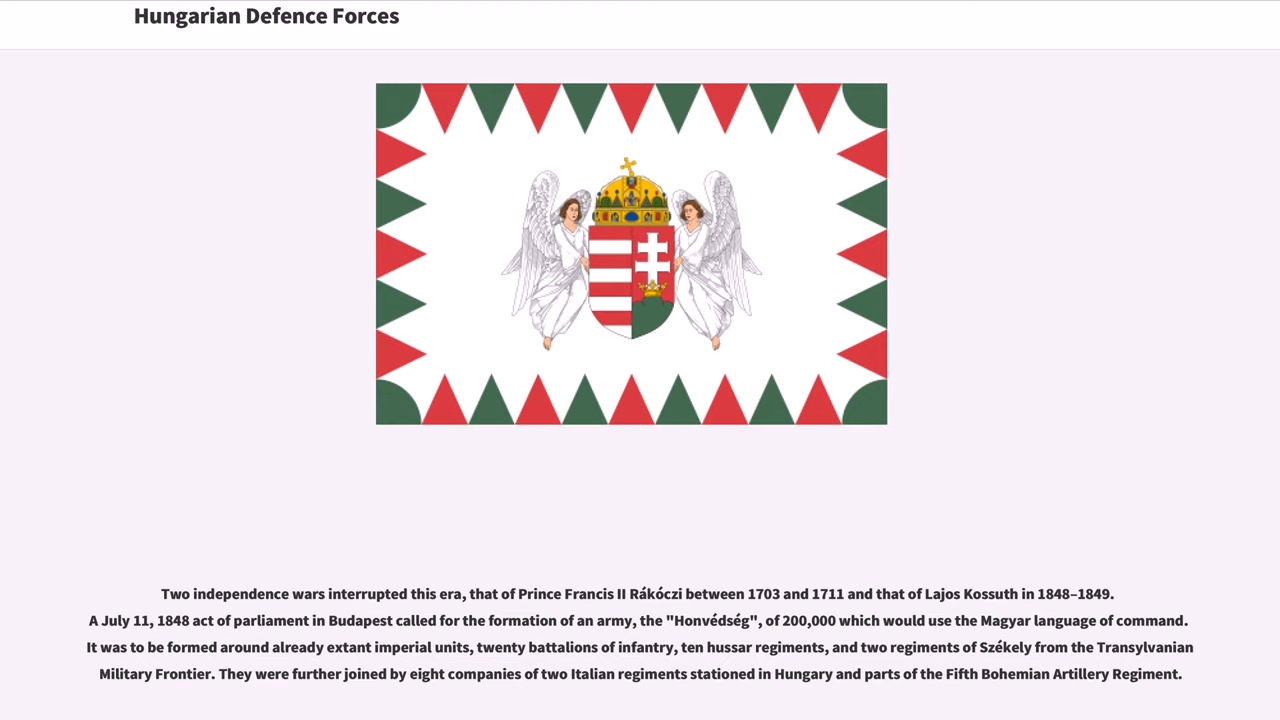 Hungarian Defence Forces
Two independence wars interrupted this era, that of Prince Francis II Rákóczi between 1703 and 1711 and that of Lajos Kossuth in 1848–1849.
A July 11, 1848 act of parliament in Budapest called for the formation of an army, the "Honvédség", of 200,000 which would use the Magyar language of command.
It was to be formed around already extant imperial units, twenty battalions of infantry, ten hussar regiments, and two regiments of Székely from the Transylvanian
Military Frontier. They were further joined by eight companies of two Italian regiments stationed in Hungary and parts of the Fifth Bohemian Artillery Regiment.